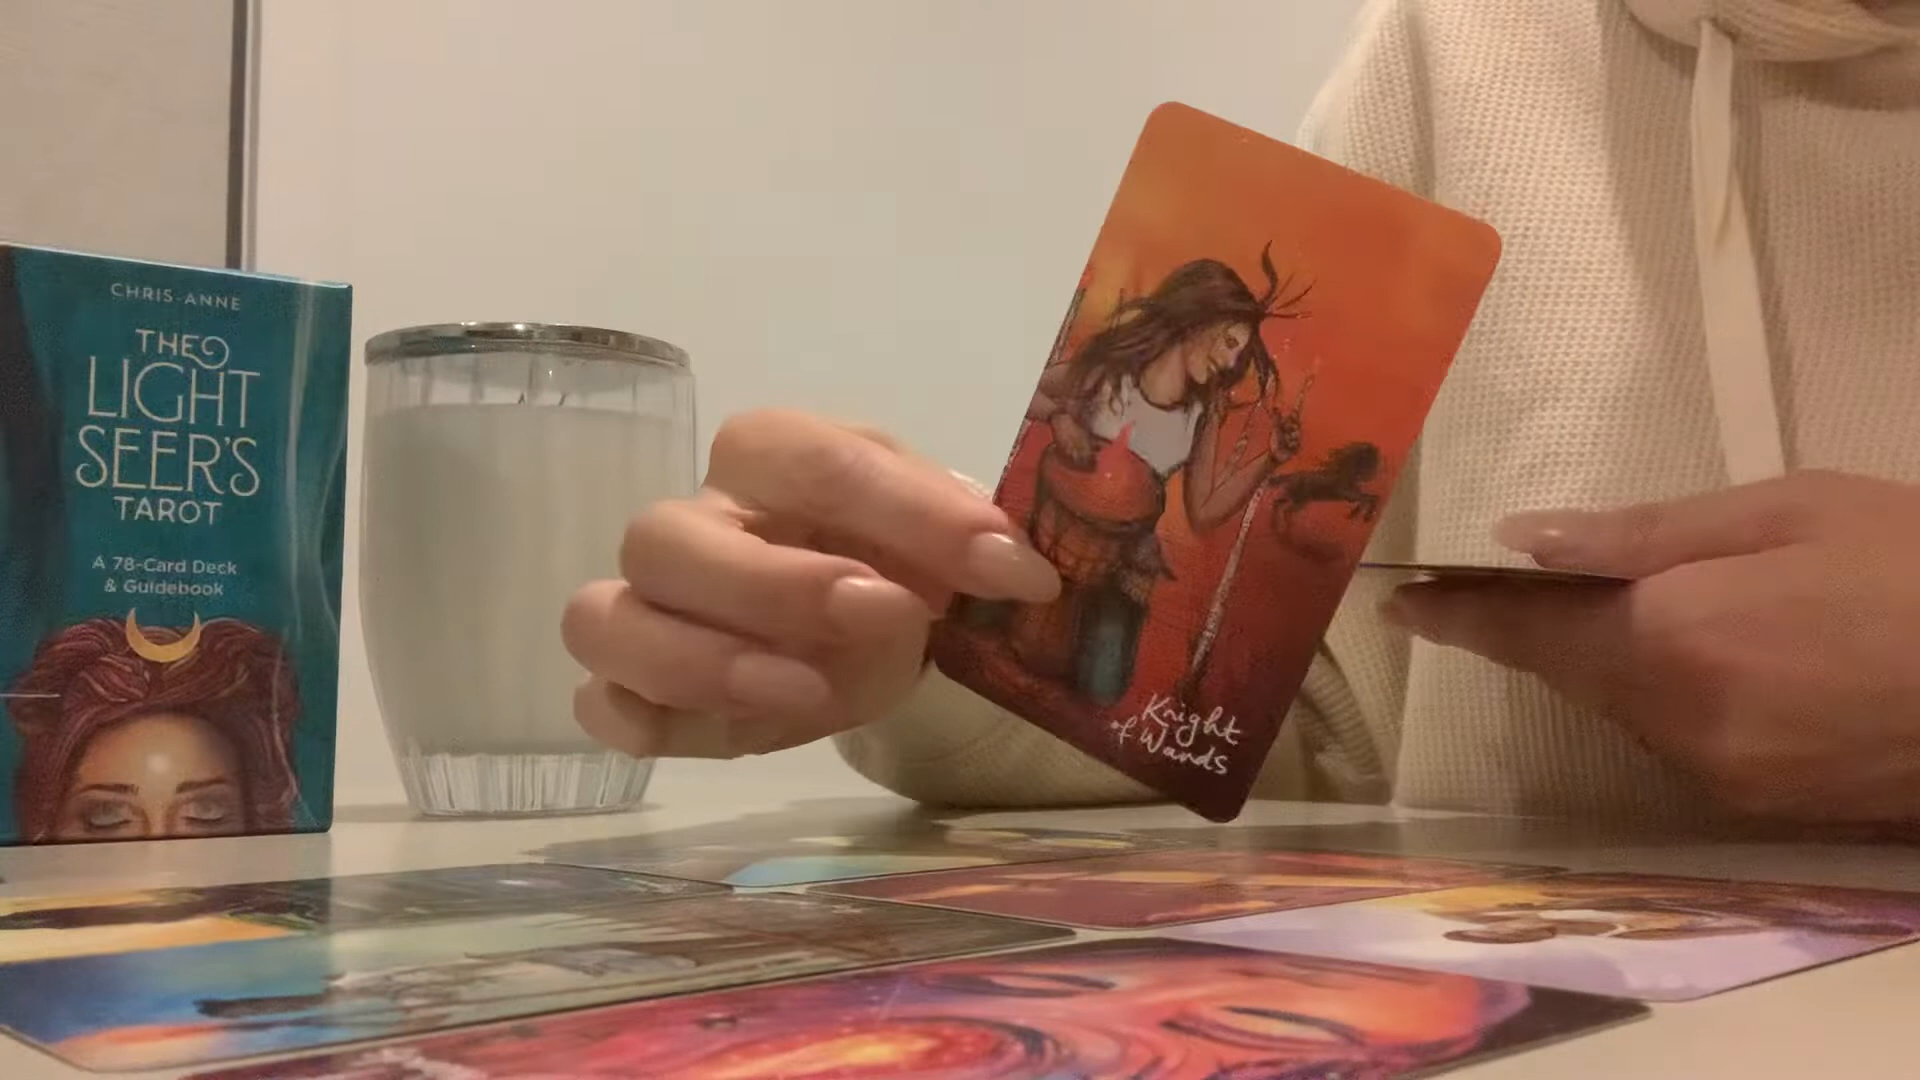 CHRIS-ANNE
THE
LIGHT
SEER'S
TAROT
A 78-Card Deck
& Guidebook
Knight
of Wands